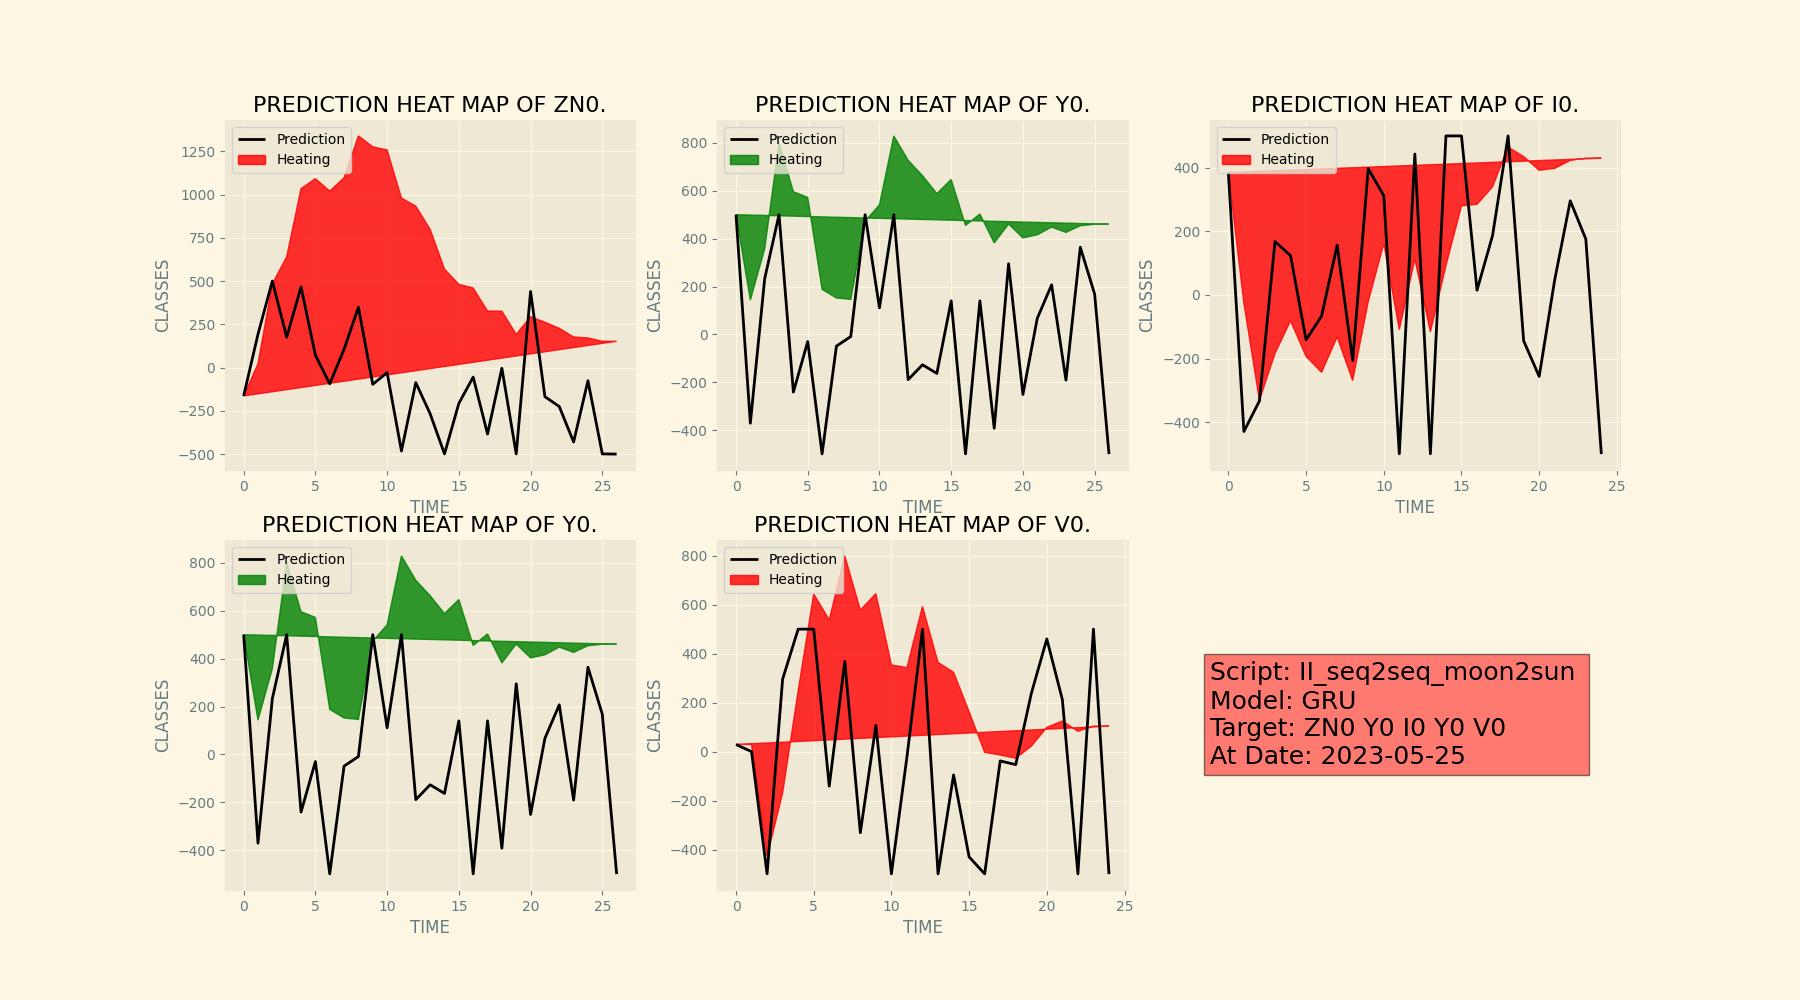 PREDICTION HEAT MAP OF ZN0.
Prediction
Heating
1250
1000
750
500
250
0
−250
−500
CLASSES
0 5 10 15 20 25
TIME
PREDICTION HEAT MAP OF Y0.
Prediction
Heating
800
600
400
200
0
−200
−400
CLASSES
0 5 10 15 20 25
TIME
PREDICTION HEAT MAP OF I0.
Prediction
Heating
400
200
0
−200
−400
CLASSES
0 5 10 15 20 25
TIME
PREDICTION HEAT MAP OF Y0.
Prediction
Heating
800
600
400
200
0
−200
−400
CLASSES
0 5 10 15 20 25
TIME
PREDICTION HEAT MAP OF V0.
Prediction
Heating
800
600
400
200
0
−200
−400
CLASSES
0 5 10 15 20 25
TIME
Script: II_seq2seq_moon2sun
Model: GRU
Target: ZN0 Y0 I0 Y0 V0
At Date: 2023-05-25